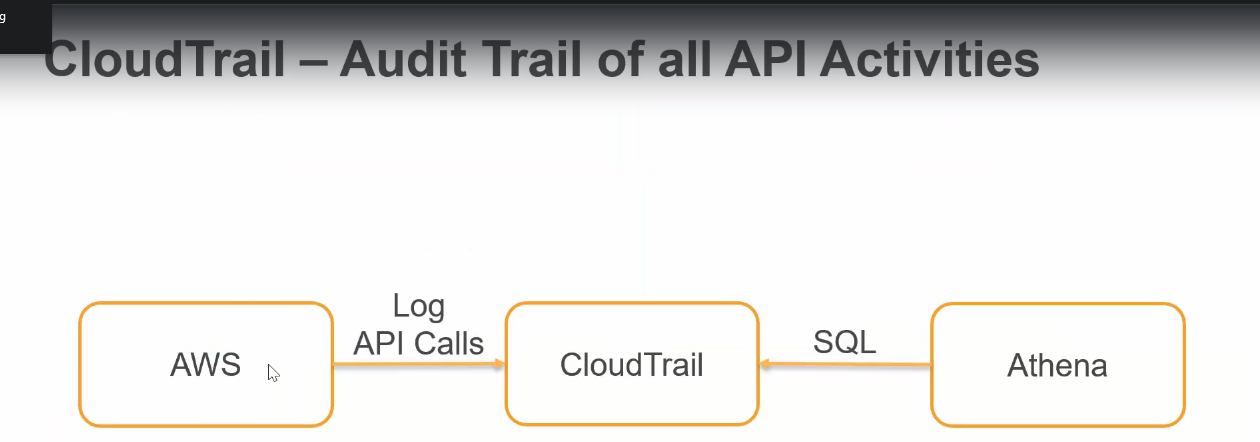 g
CloudTrail – Audit Trail of all API Activities
Log
API Calls
SQL
AWS
CloudTrail
Athena